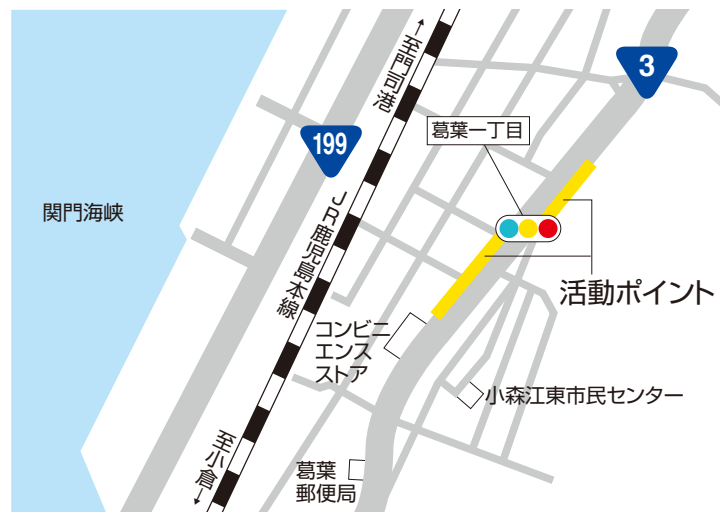 ↑至門司港
3
葛葉一丁目
199
関門海峡
JR鹿児島本線
活動ポイント
コンビニ
エンス
ストア
小森江東市民センター
至小倉↓
葛葉
郵便局